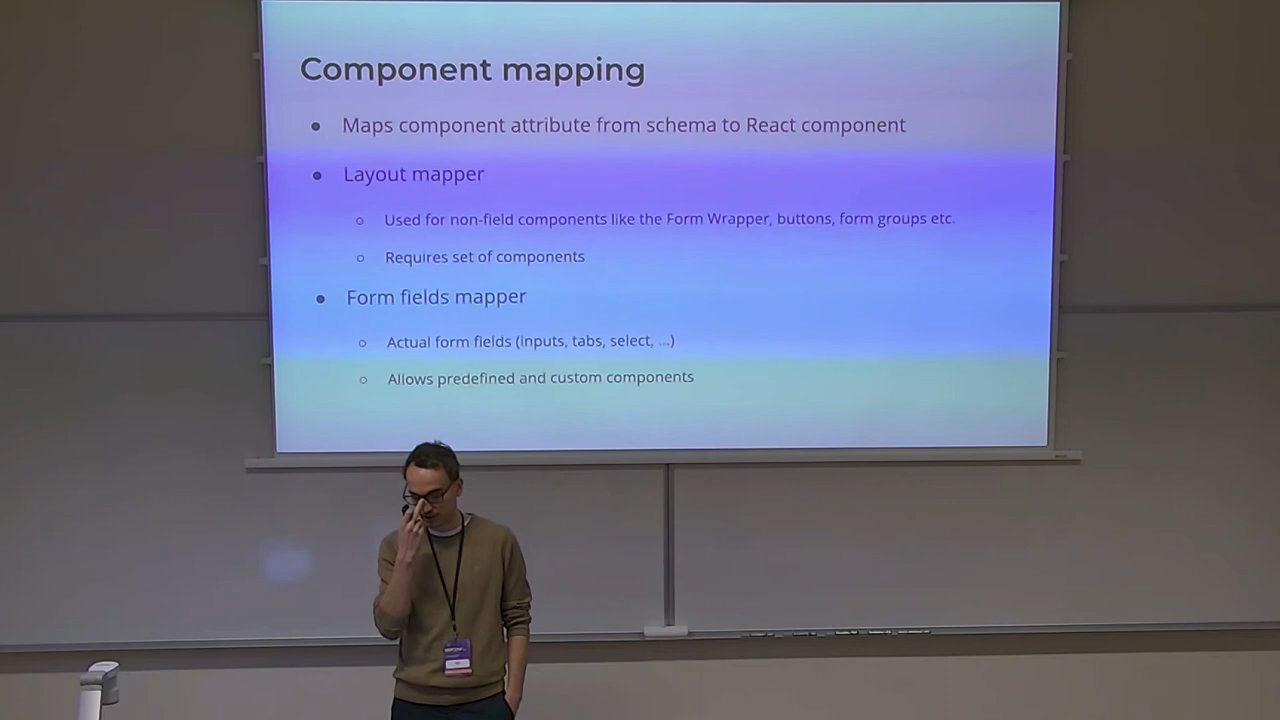 Component mapping
Maps component attribute from schema to React component
Layout mapper
Used for non-field components like the Form Wrapper, buttons, form groups etc.
Requires set of components
Form fields mapper
Actual form fields (inputs, tabs, select, ...)
Allows predefined and custom components